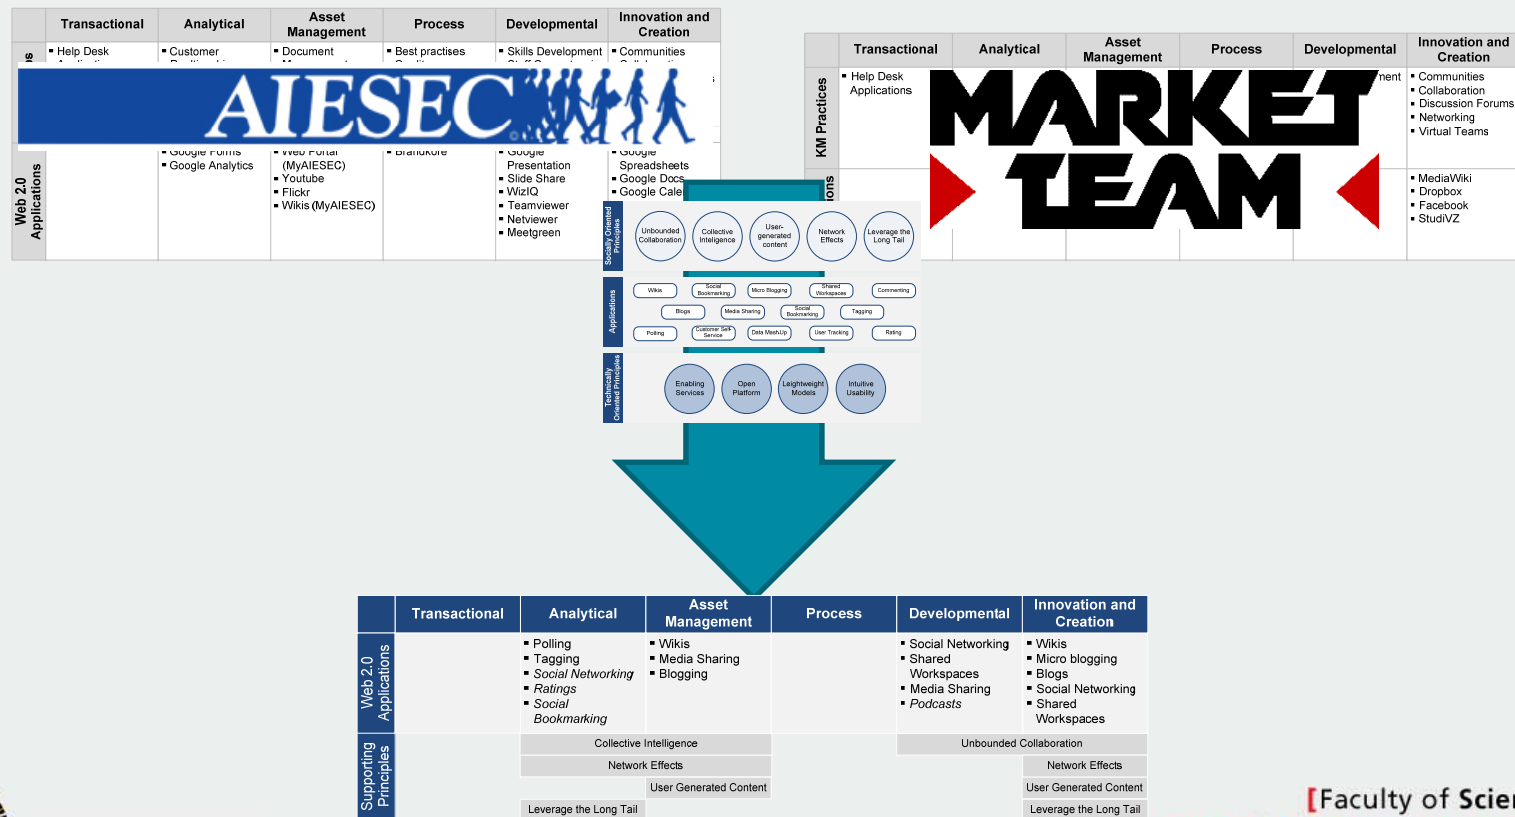 Transactional
Analytical
Asset
Management
Process
Developmental
Innovation and
Creation
▪ Help Desk
▪ Customer
▪ Document
▪ Best practises
▪ Skills Development
▪ Communities
AIESEC
Web 2.0
Applications
▪ Google Forms
▪ Google Analytics
▪ Web Portal
(MyAIESEC)
▪ Youtube
▪ Flickr
▪ Wikis (MyAIESEC)
▪ Google
Presentation
▪ Slide Share
▪ WizIQ
▪ Teamviewer
▪ Netviewer
▪ Meetgreen
▪ Google
Spreadsheets
▪ Google Docs
▪ Google Cale
Transactional
Analytical
Asset
Management
Process
Developmental
Innovation and
Creation
KM Practices
▪ Help Desk
Applications
MARKET
TEAM
▪ Communities
▪ Collaboration
▪ Discussion Forums
▪ Networking
▪ Virtual Teams
▪ MediaWiki
▪ Dropbox
▪ Facebook
▪ StudiVZ
Socially Oriented
Principles
Unbounded
Collaboration
Collective
Inteligence
User-
generated
content
Network
Effects
Leverage the
Long Tail
Applications
Wikis
Social
Bookmarking
Micro Blogging
Shared
Workspaces
Commenting
Blogs
Media Sharing
Social
Bookmarking
Tagging
Polling
Customer Self-
Service
Data Mash-Up
User Tracking
Rating
Technically
Oriented Principles
Enabling
Services
Open
Platform
Leightweight
Models
Intuitive
Usability
Transactional
Analytical
Asset
Management
Process
Developmental
Innovation and
Creation
Web 2.0
Applications
▪ Polling
▪ Tagging
▪ Social Networking
▪ Ratings
▪ Social
Bookmarking
▪ Wikis
▪ Media Sharing
▪ Blogging
▪ Social Networking
▪ Shared
Workspaces
▪ Media Sharing
▪ Podcasts
▪ Wikis
▪ Micro blogging
▪ Blogs
▪ Social Networking
▪ Shared
Workspaces
Supporting
Principles
Collective Intelligence
Unbounded Collaboration
Network Effects
Network Effects
User Generated Content
User Generated Content
Leverage the Long Tail
Leverage the Long Tail
[Faculty of Scien